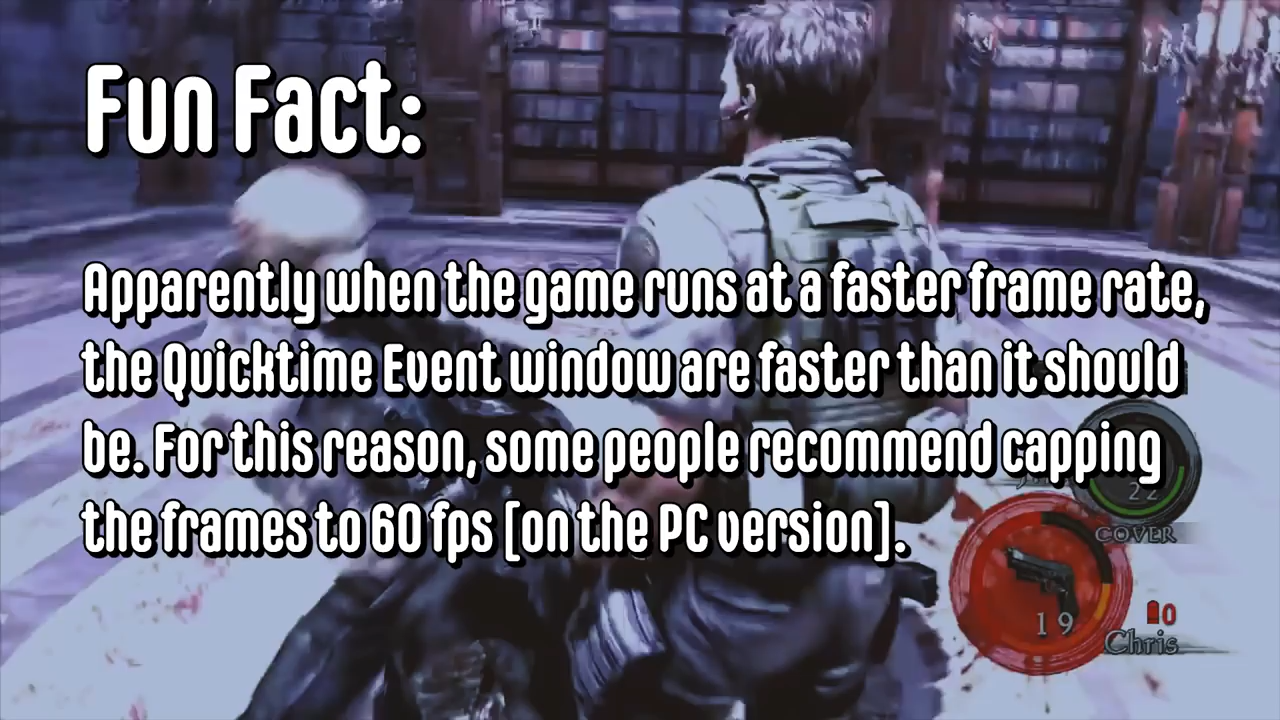 Fun Fact:
Apparently when the game runs at a faster frame rate,
the Quicktime Event window are faster than it should
be. For this reason, some people recommend capping
the frames to 60 fps (on the PC version).
22
COVER
19
0
Chris